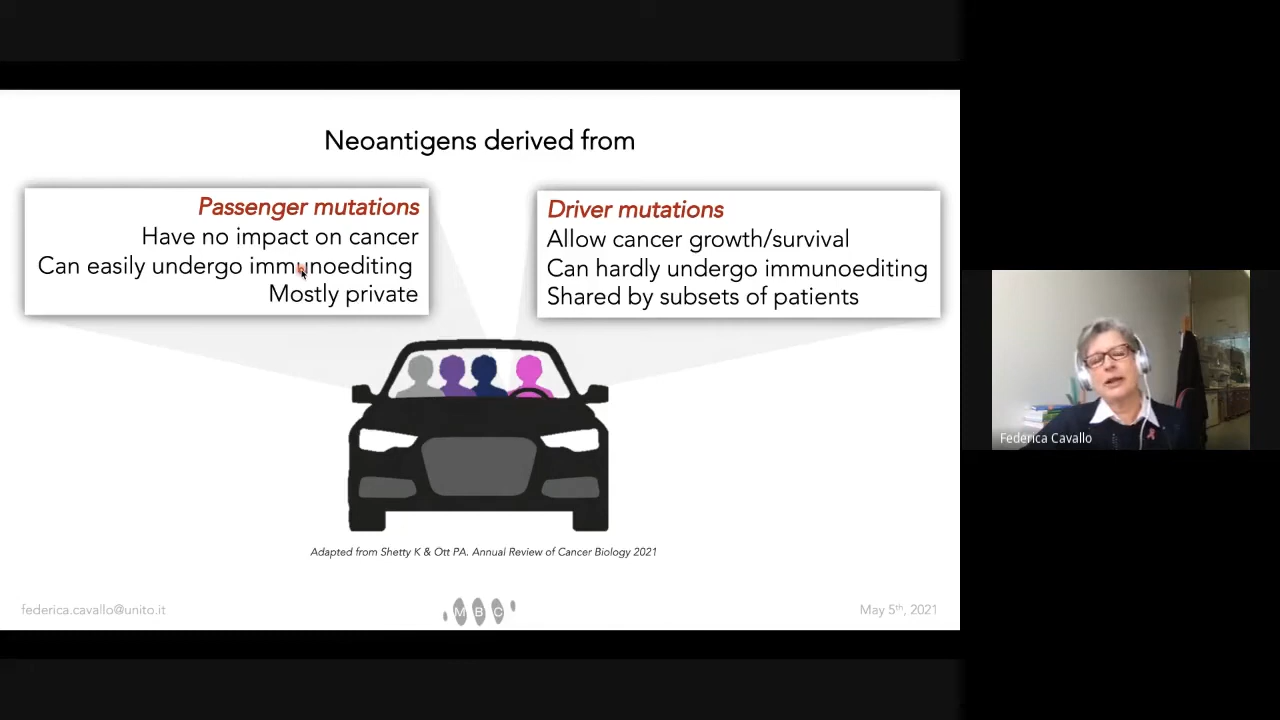 Neoantigens derived from
Passenger mutations
Have no impact on cancer
Can easily undergo immunoediting
Mostly private
Driver mutations
Allow cancer growth/survival
Can hardly undergo immunoediting
Shared by subsets of patients
Adapted from Shetty K & Ott PA. Annual Review of Cancer Biology 2021
federica.cavallo@unito.it
MBC
May 5th, 2021
Federica Cavallo